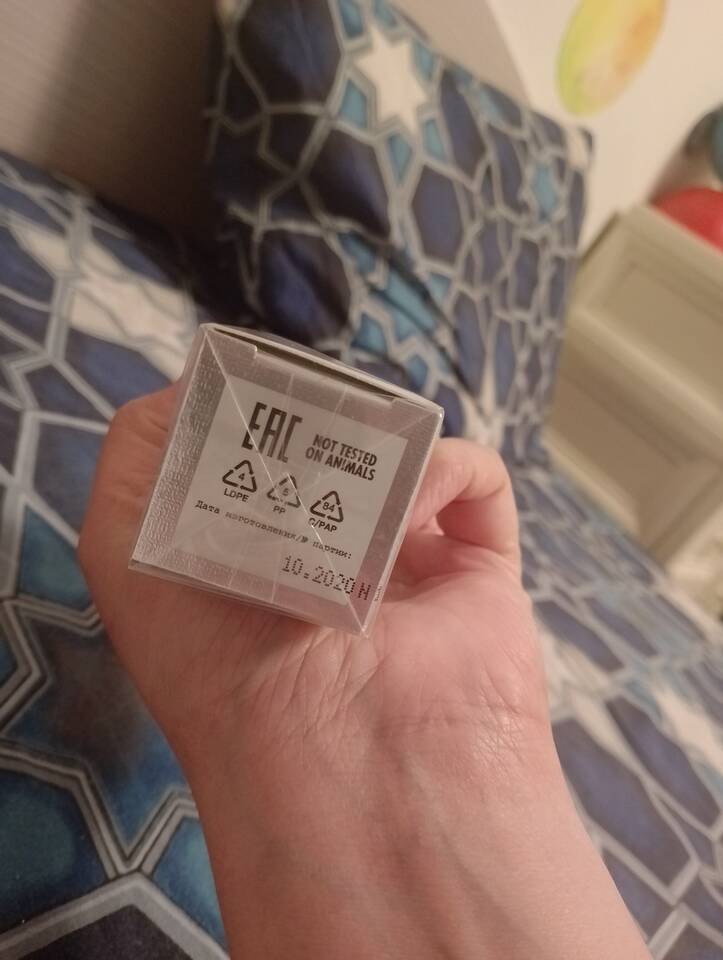 EAC
NOT TESTED
ON ANIMALS
4
5
84
LDPE
PP
C/PAP
Дата изготовления/№ партии:
10.2020 N